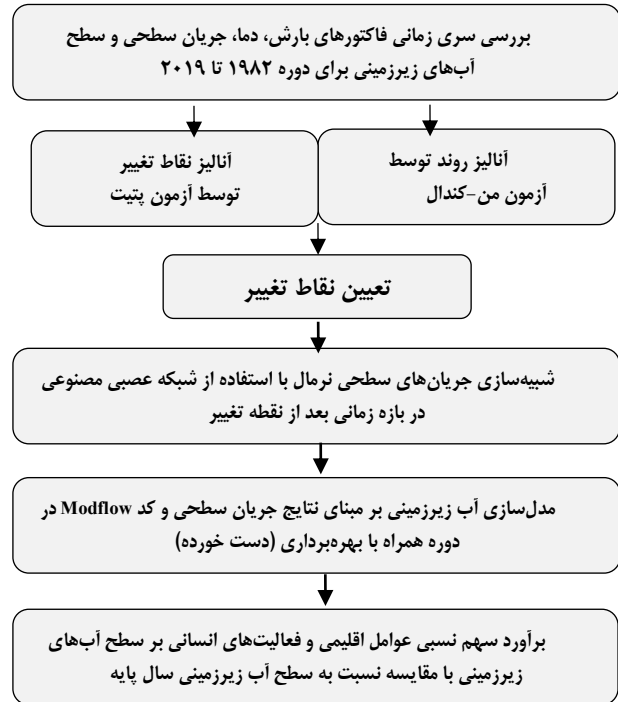 بررسی سری زمانی فاکتورهای بارش، دما، جریان سطحی و سطح
آب‌های زیرزمینی برای دوره ۱۹۸۲ تا ۲۰۱۹
آنالیز روند توسط
آزمون من-کندال
آنالیز نقاط تغییر
توسط آزمون پتیت
تعیین نقاط تغییر
شبیه‌سازی جریان‌های سطحی نرمال با استفاده از شبکه عصبی مصنوعی
در بازه زمانی بعد از نقطه تغییر
مدل‌سازی آب زیرزمینی بر مبنای نتایج جریان سطحی و کد Modflow در
دوره همراه با بهره‌برداری (دست خورده)
برآورد سهم نسبی عوامل اقلیمی و فعالیت‌های انسانی بر سطح آب‌های
زیرزمینی با مقایسه نسبت به سطح آب زیرزمینی سال پایه